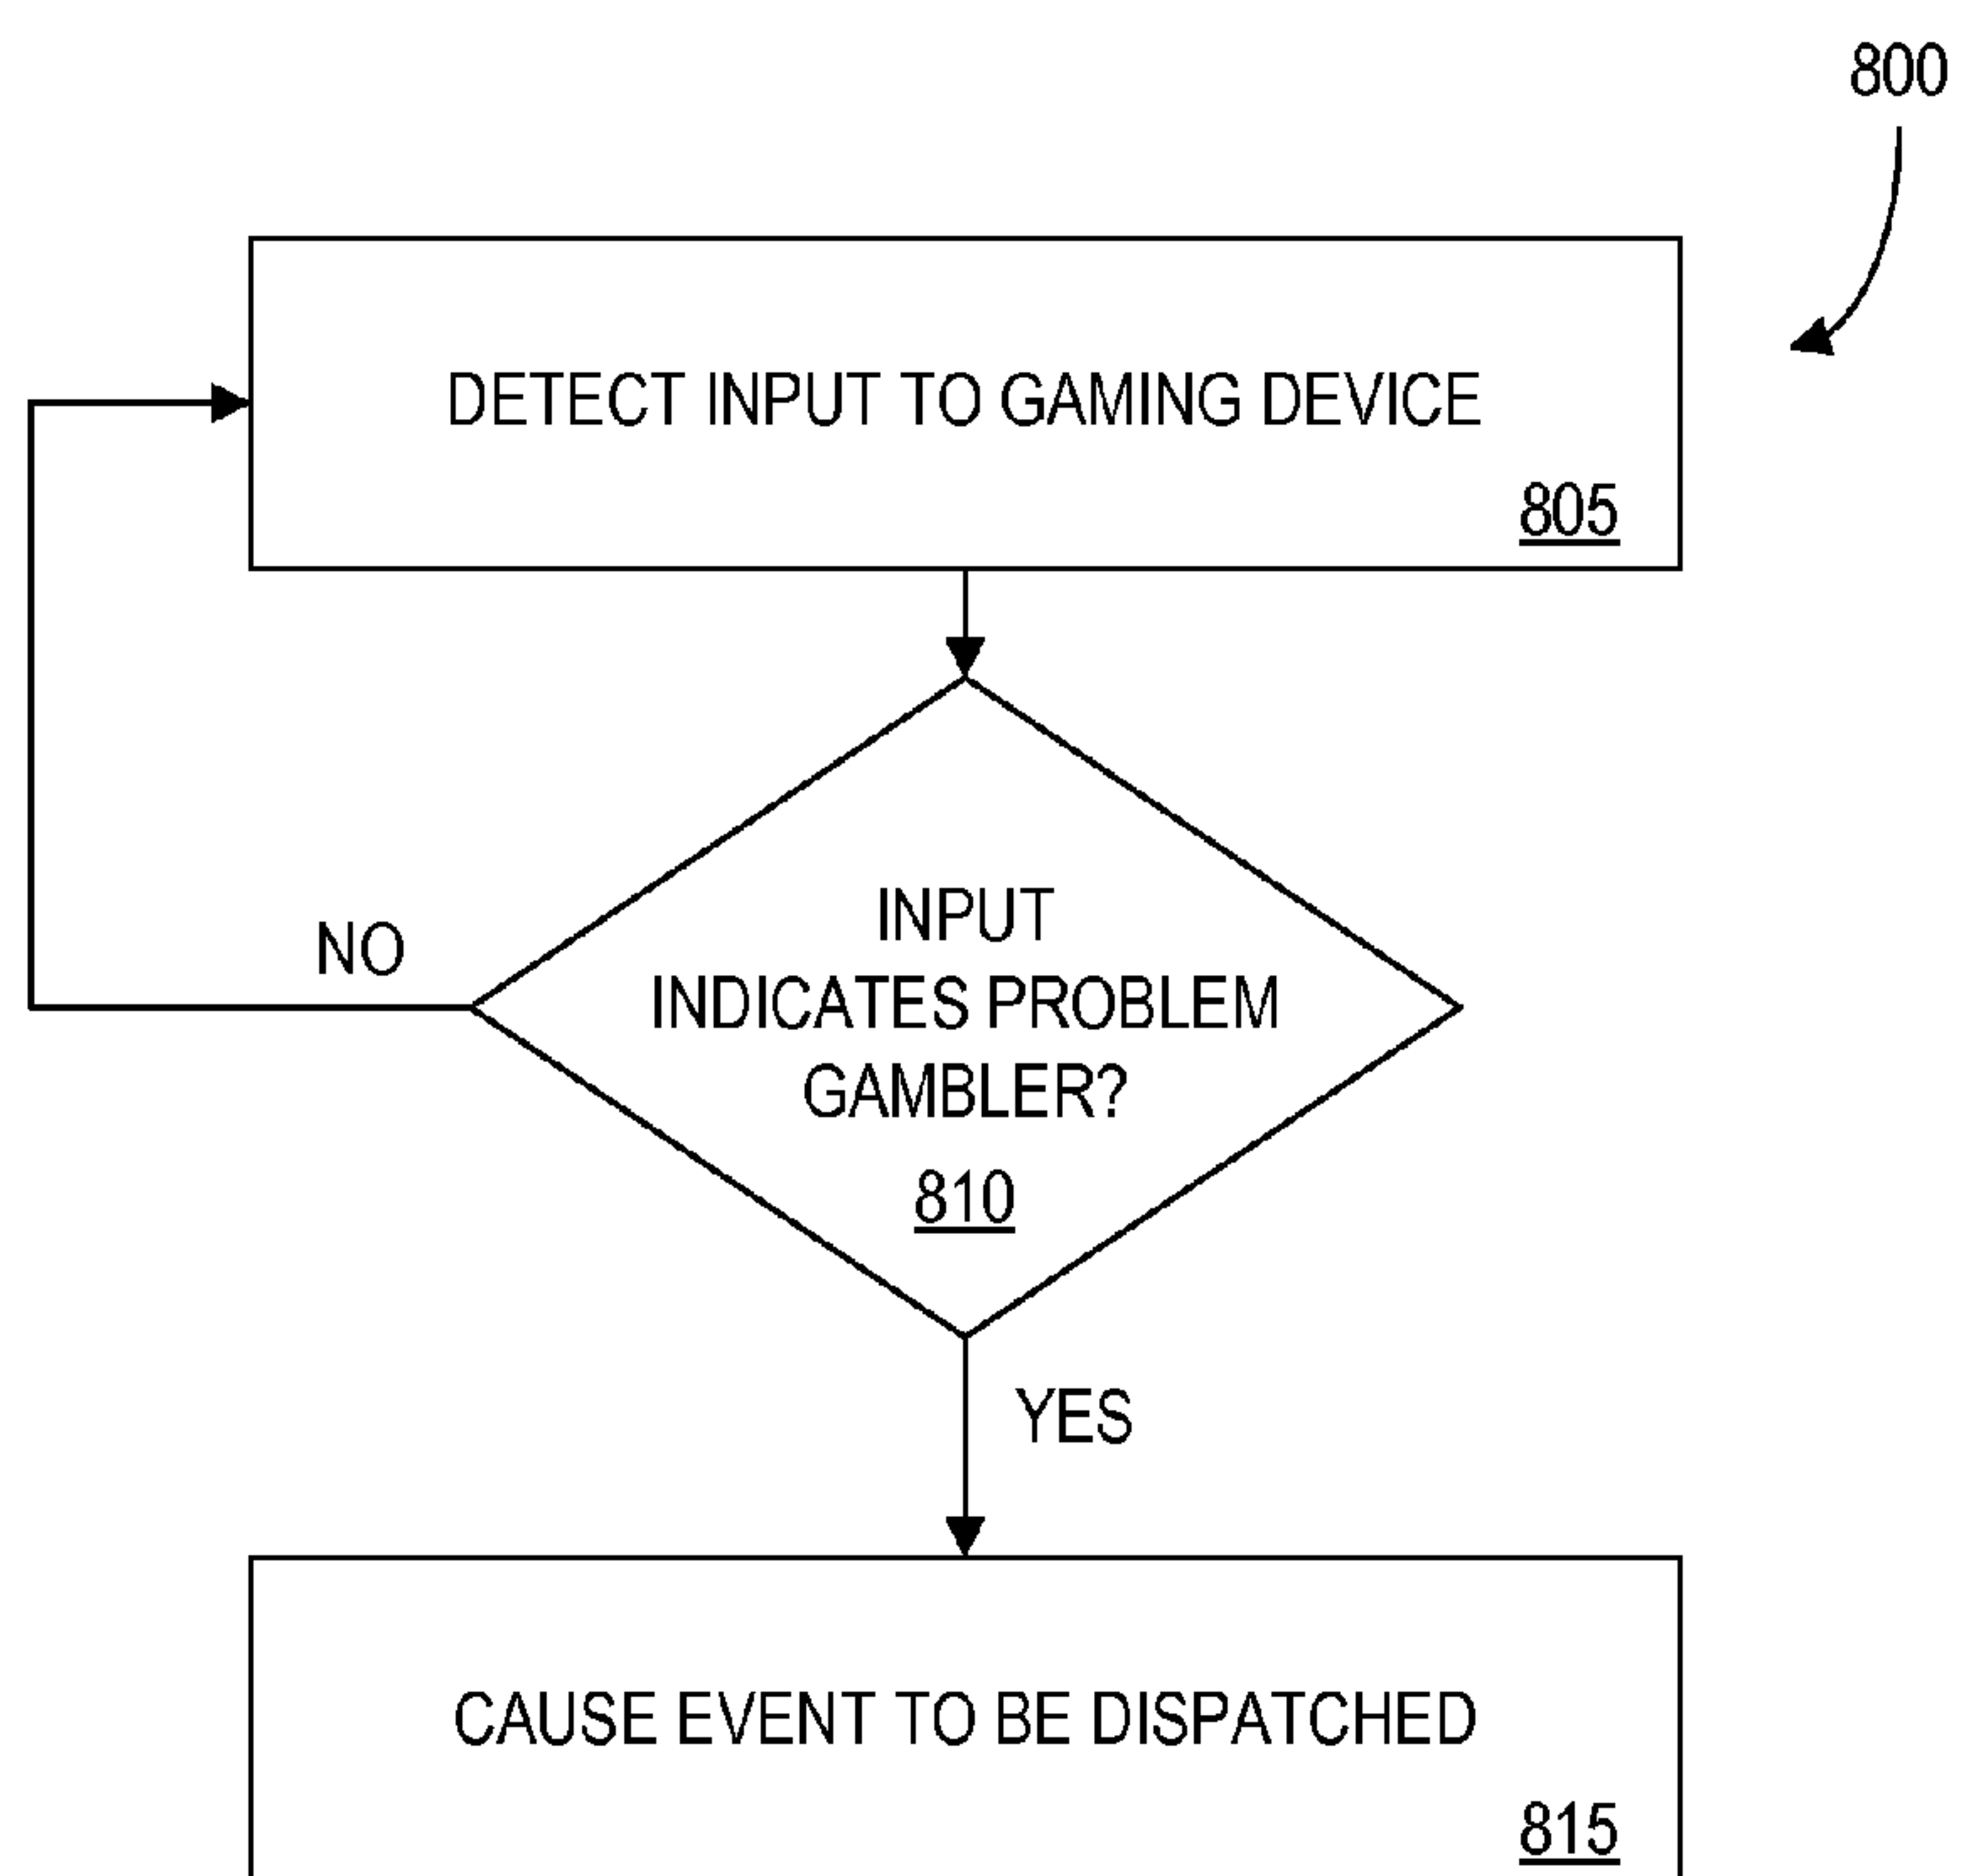 800
DETECT INPUT TO GAMING DEVICE
805
INPUT
INDICATES PROBLEM
GAMBLER?
810
NO
YES
CAUSE EVENT TO BE DISPATCHED
815